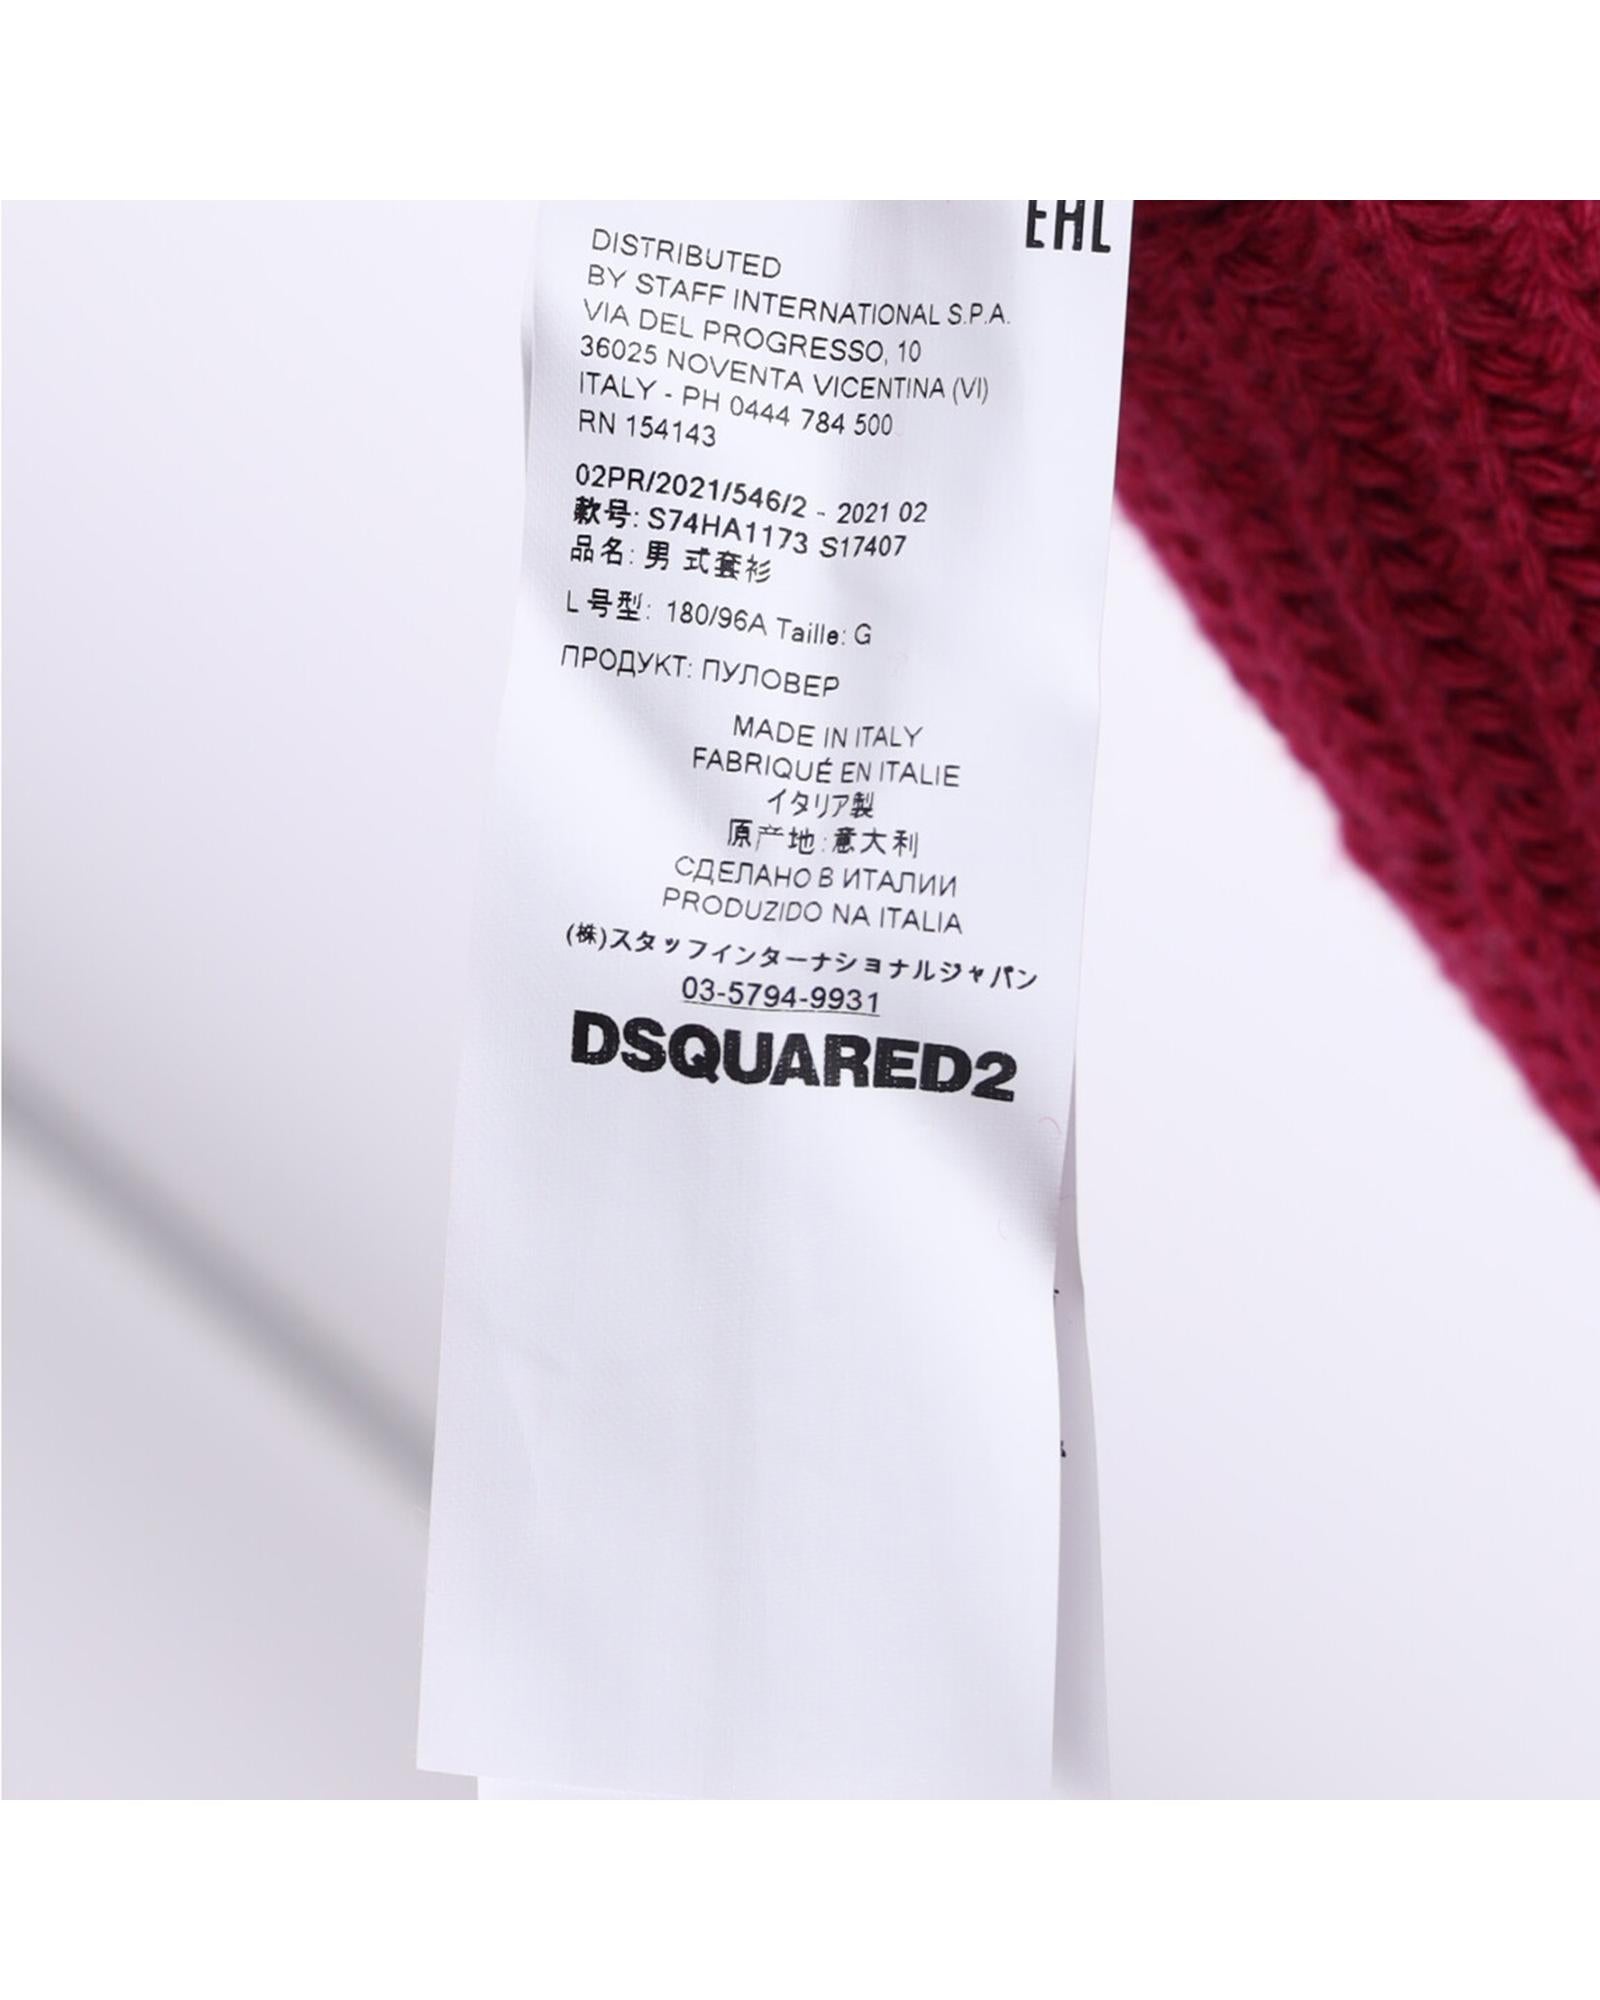 EAC
DISTRIBUTED
BY STAFF INTERNATIONAL S.P.A.
VIA DEL PROGRESSO, 10
36025 NOVENTA VICENTINA (VI)
ITALY - PH 0444 784 500
RN 154143
02PR/2021/546/2 - 2021 02
款号: S74HA1173 S17407
品名: 男 式套衫
L 号型: 180/96A Taille: G
ПРОДУКТ: ПУЛОВЕР
MADE IN ITALY
FABRIQUÉ EN ITALIE
イタリア製
原产地:意大利
СДЕЛАНО В ИТАЛИИ
PRODUZIDO NA ITALIA
(株)スタッフインターナショナルジャパン
03-5794-9931
DSQUARED2